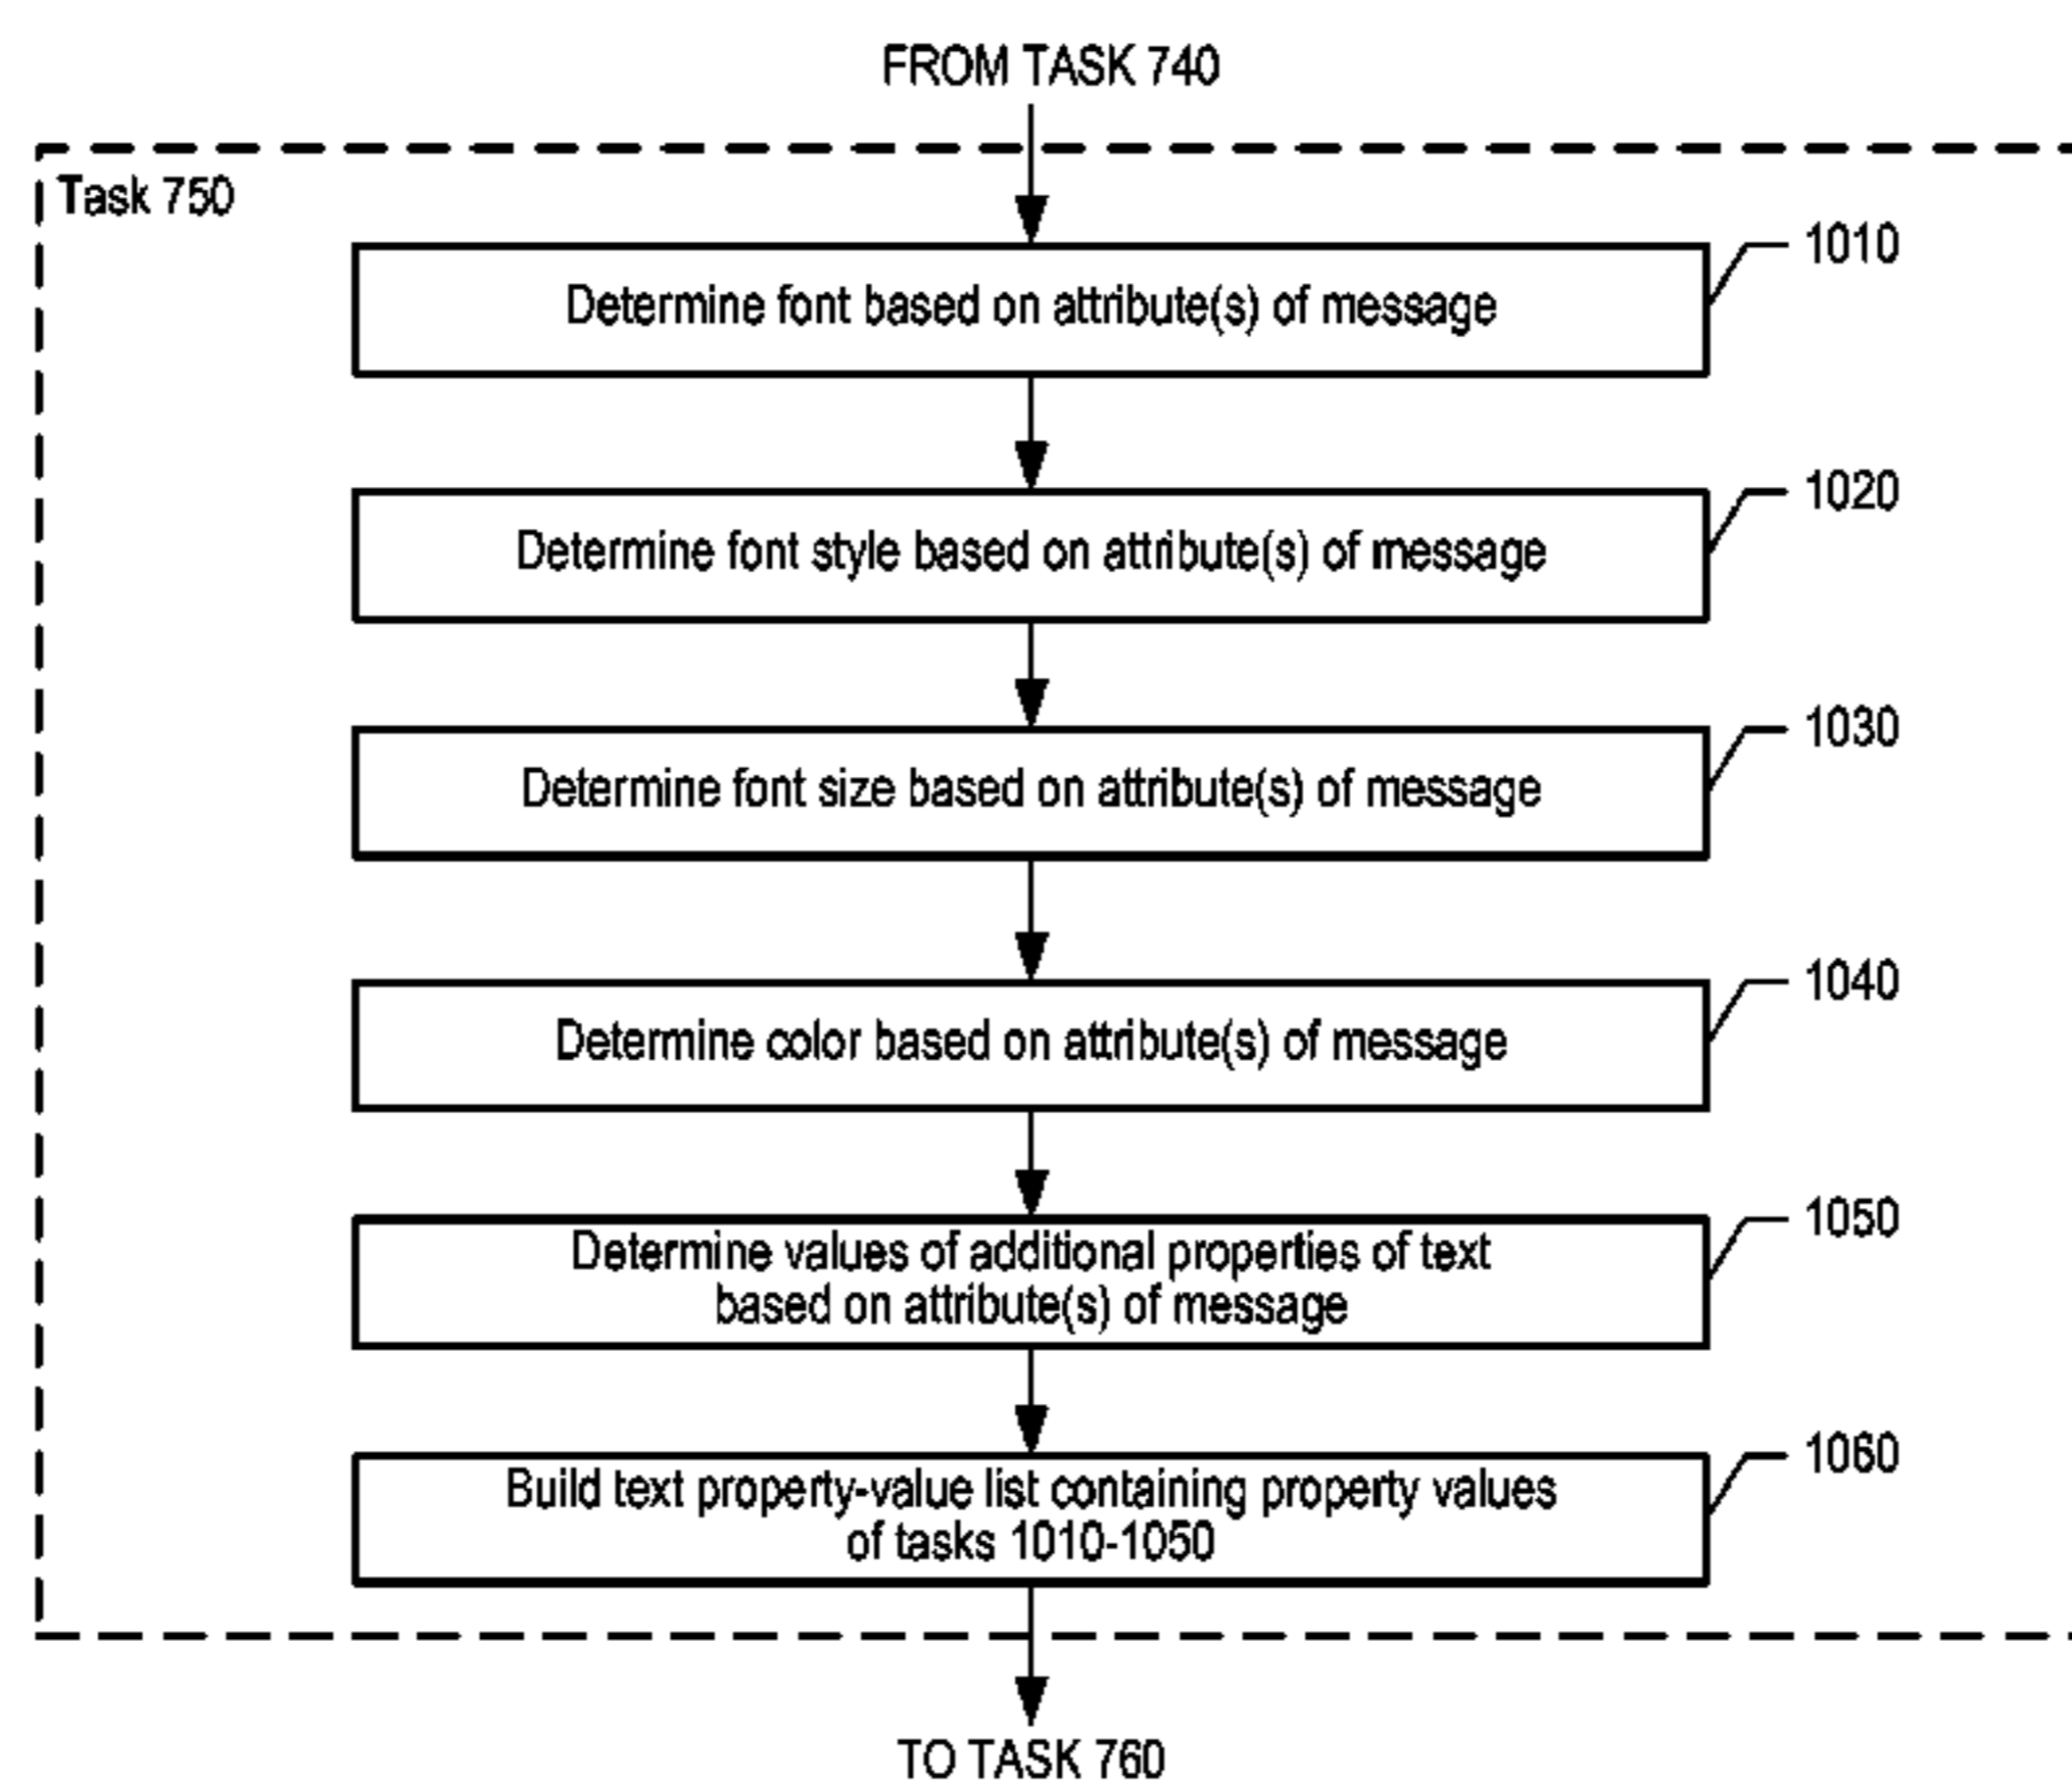 FROM TASK 740
Task 750
1010
Determine font based on attribute(s) of message
1020
Determine font style based on attribute(s) of message
1030
Determine font size based on attribute(s) of message
1040
Determine color based on attribute(s) of message
1050
Determine values of additional properties of text
based on attribute(s) of message
1060
Build text property-value list containing property values
of tasks 1010-1050
TO TASK 760